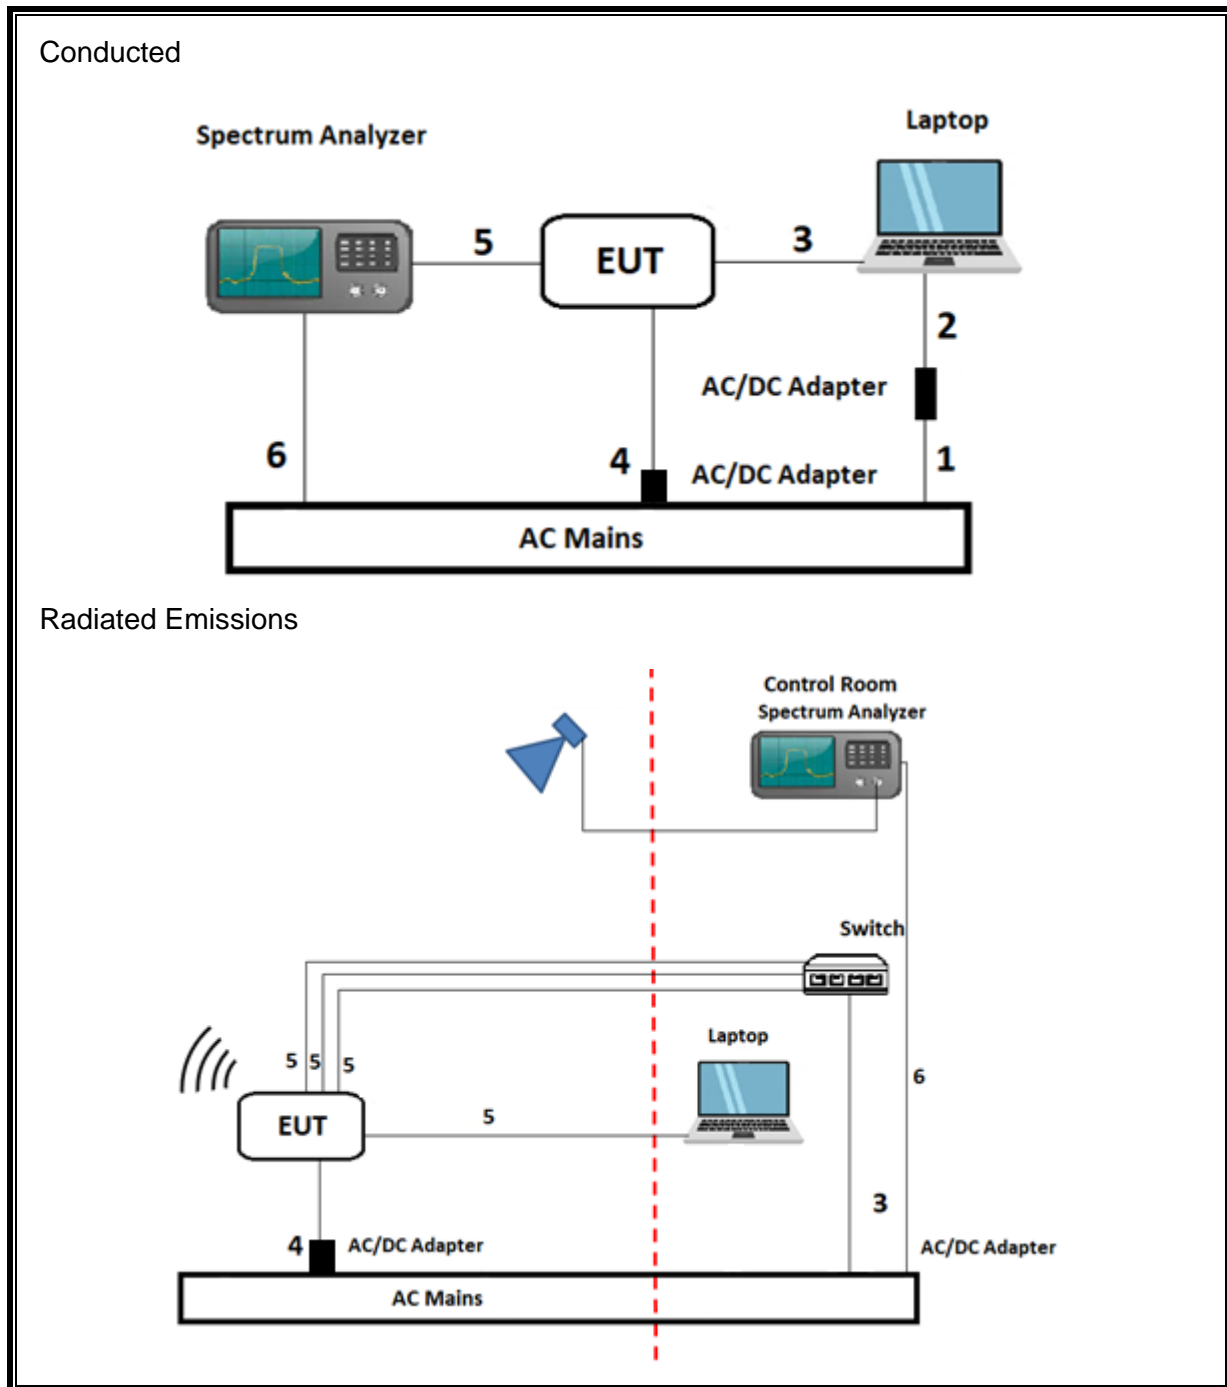 Conducted
Laptop
Spectrum Analyzer
5
EUT
3
2
AC/DC Adapter
6
4
AC/DC Adapter
1
AC Mains
Radiated Emissions
Control Room
Spectrum Analyzer
Switch
Laptop
5 5 5
6
EUT
5
3
4
AC/DC Adapter
AC/DC Adapter
AC Mains